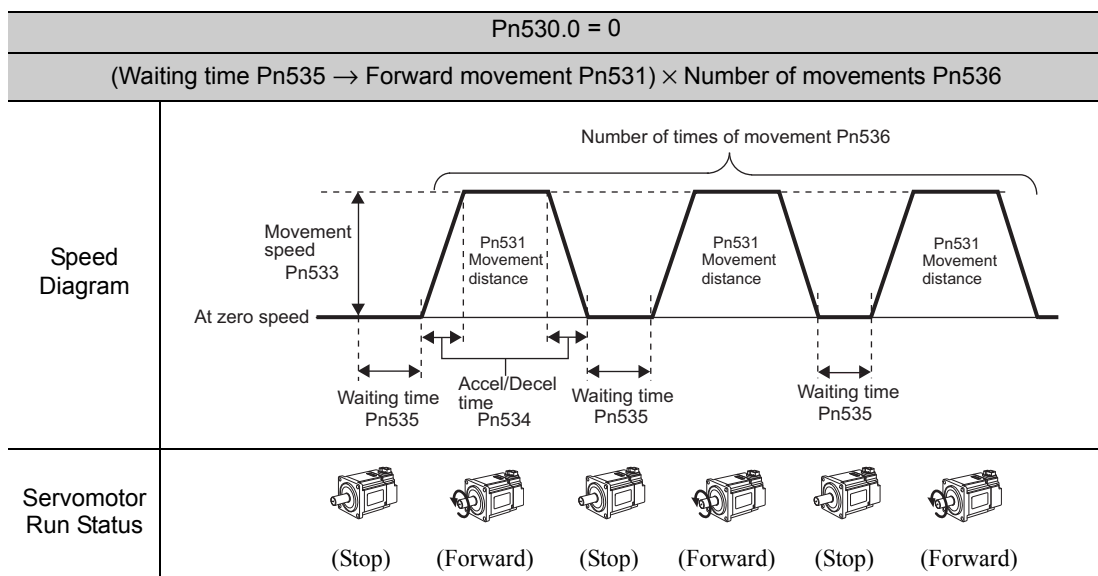 Pn530.0 = 0
(Waiting time Pn535 → Forward movement Pn531) × Number of movements Pn536
Speed
Diagram
Number of times of movement Pn536
Movement
speed
Pn533
Pn531
Movement
distance
Pn531
Movement
distance
Pn531
Movement
distance
At zero speed
Waiting time
Pn535
Accel/Decel
time
Pn534
Waiting time
Pn535
Waiting time
Pn535
Servomotor
Run Status
(Stop) (Forward) (Stop) (Forward) (Stop) (Forward)